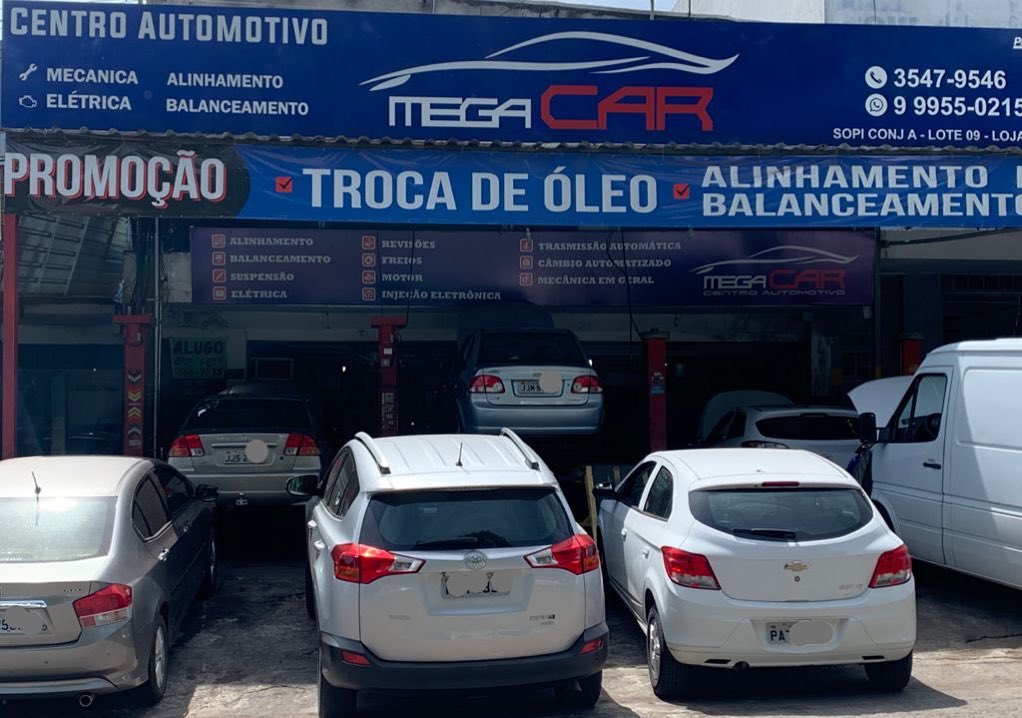 CENTRO AUTOMOTIVO
MECANICA ALINHAMENTO
ELÉTRICA BALANCEAMENTO
MEGA CAR
3547-9546
9 9955-0215
SOPI CONJ A - LOTE 09 - LOJA
PROMOÇÃO
TROCA DE ÓLEO
ALINHAMENTO
BALANCEAMENTO
ALINHAMENTO
BALANCEAMENTO
SUSPENSÃO
ELÉTRICA
REVISÕES
FREIOS
MOTOR
INJEÇÃO ELETRÔNICA
TRASMISSÃO AUTOMÁTICA
CÂMBIO AUTOMATIZADO
MECÂNICA EM GERAL
MEGA CAR
CENTRO AUTOMOTIVO
ALUGO
TOYOTA
PA